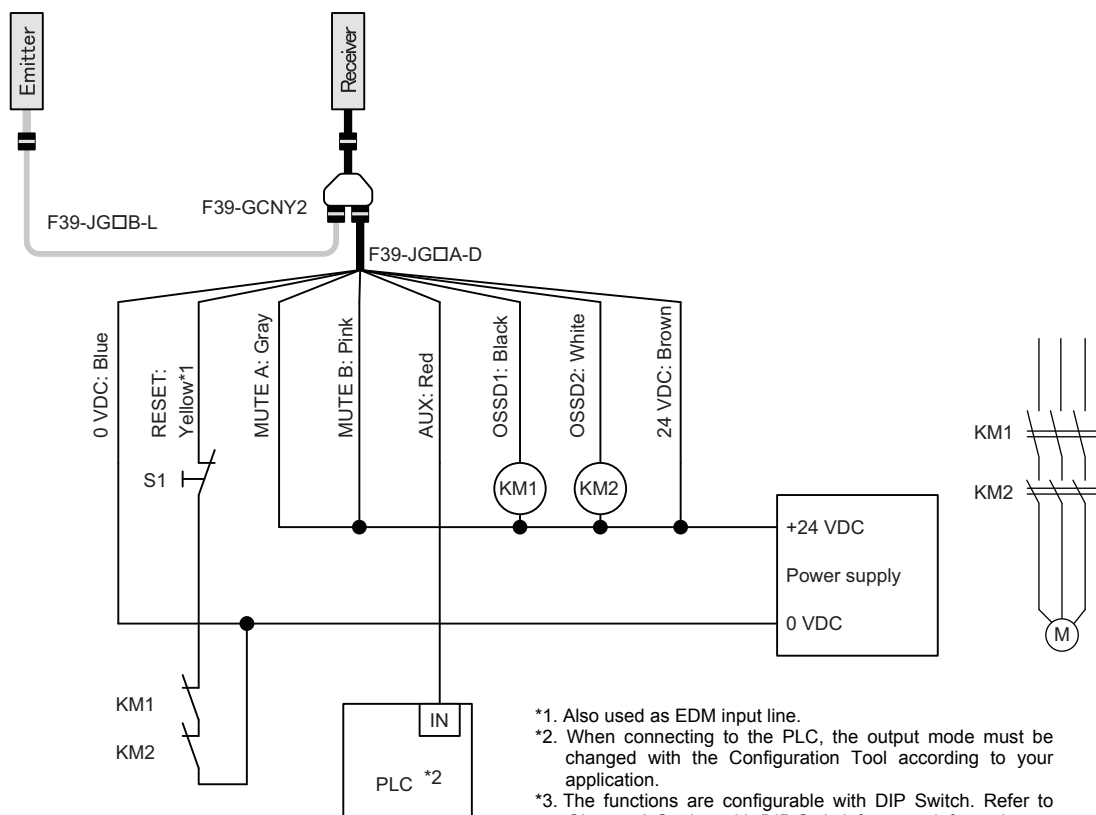 Emitter
Receiver
F39-GCNY2
F39-JG□B-L
F39-JG□A-D
0 VDC: Blue
RESET:
Yellow*1
MUTE A: Gray
MUTE B: Pink
AUX: Red
OSSD1: Black
OSSD2: White
24 VDC: Brown
KM1
KM2
S1
KM1
KM2
+24 VDC
Power supply
0 VDC
M
KM1
KM2
IN
PLC *2
*1. Also used as EDM input line.
*2. When connecting to the PLC, the output mode must be
changed with the Configuration Tool according to your
application.
*3. The functions are configurable with DIP Switch. Refer to